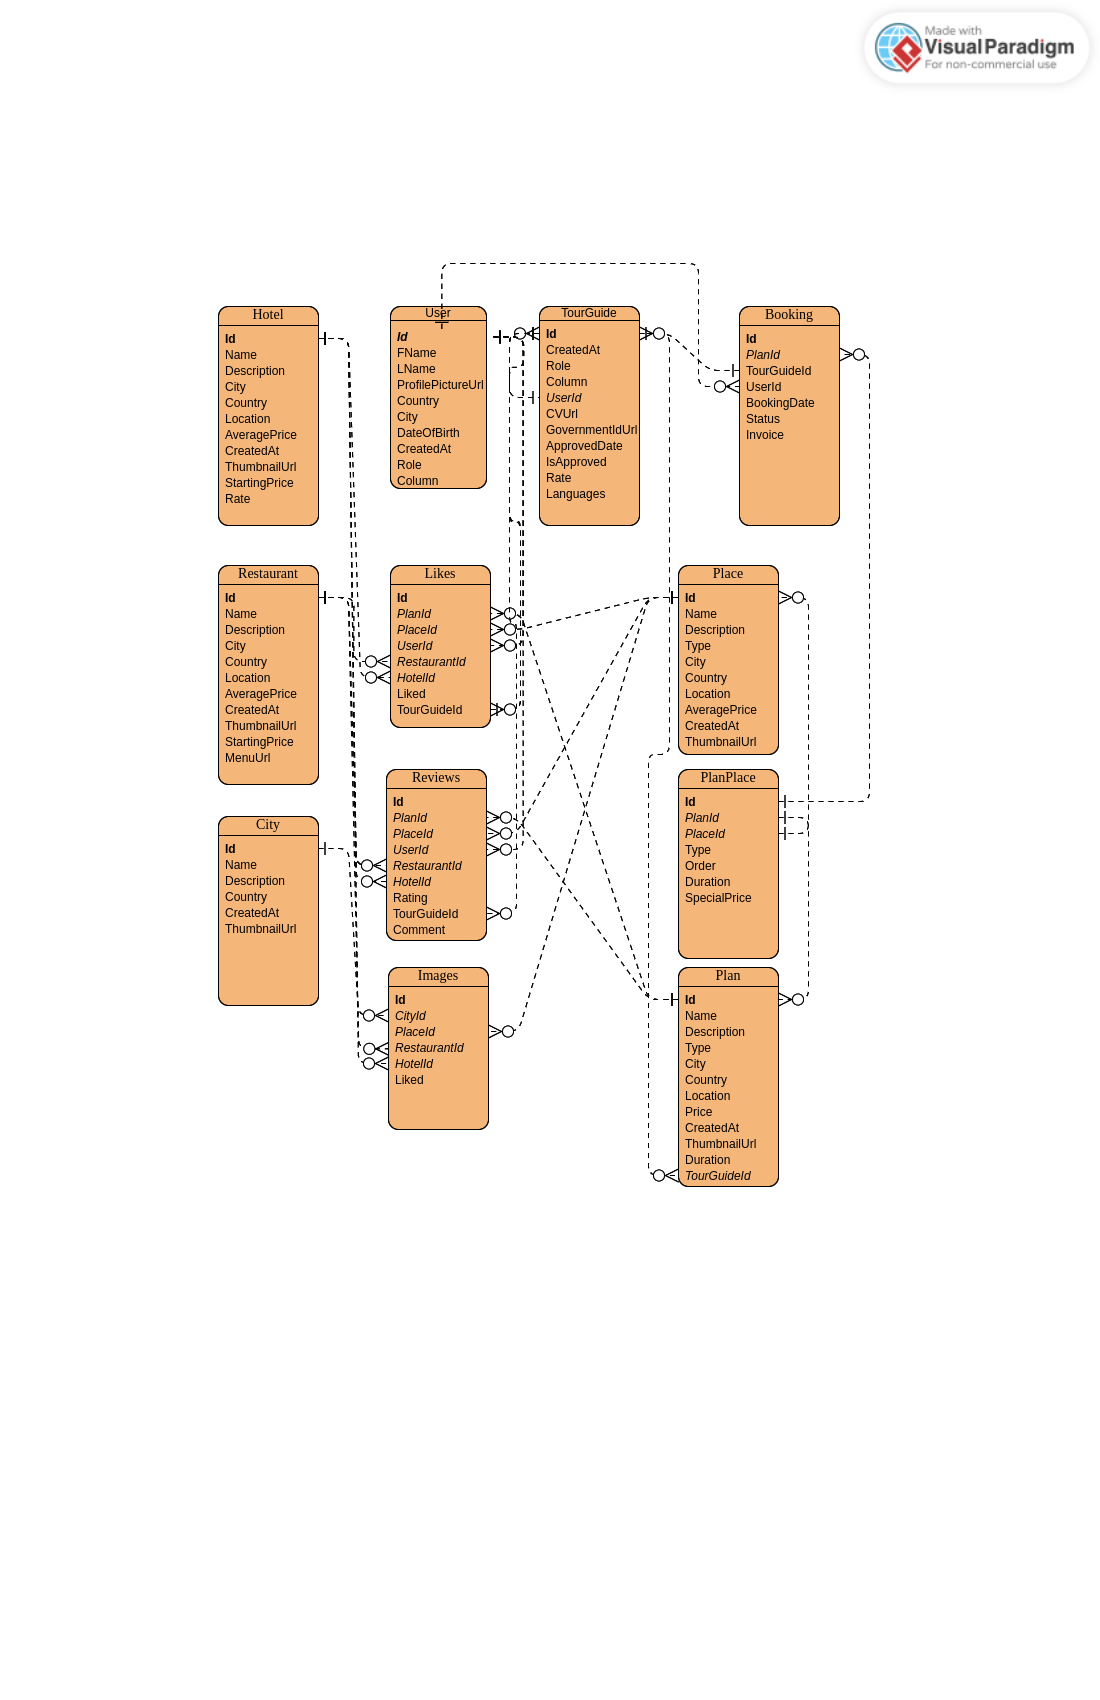 Made with
Visual Paradigm
For non-commercial use
Hotel
Id
Name
Description
City
Country
Location
AveragePrice
CreatedAt
ThumbnailUrl
StartingPrice
Rate
User
Id
FName
LName
ProfilePictureUrl
Country
City
DateOfBirth
CreatedAt
Role
Column
TourGuide
Id
CreatedAt
Role
Column
UserId
CVUrl
GovernmentIdUrl
ApprovedDate
IsApproved
Rate
Languages
Booking
Id
PlanId
TourGuideId
UserId
BookingDate
Status
Invoice
Restaurant
Id
Name
Description
City
Country
Location
AveragePrice
CreatedAt
ThumbnailUrl
StartingPrice
MenuUrl
Likes
Id
PlanId
PlaceId
UserId
RestaurantId
HotelId
Liked
TourGuideId
Place
Id
Name
Description
Type
City
Country
Location
AveragePrice
CreatedAt
ThumbnailUrl
City
Id
Name
Description
Country
CreatedAt
ThumbnailUrl
Reviews
Id
PlanId
PlaceId
UserId
RestaurantId
HotelId
Rating
TourGuideId
Comment
PlanPlace
Id
PlanId
PlaceId
Type
Order
Duration
SpecialPrice
Images
Id
CityId
PlaceId
RestaurantId
HotelId
Liked
Plan
Id
Name
Description
Type
City
Country
Location
Price
CreatedAt
ThumbnailUrl
Duration
TourGuideId